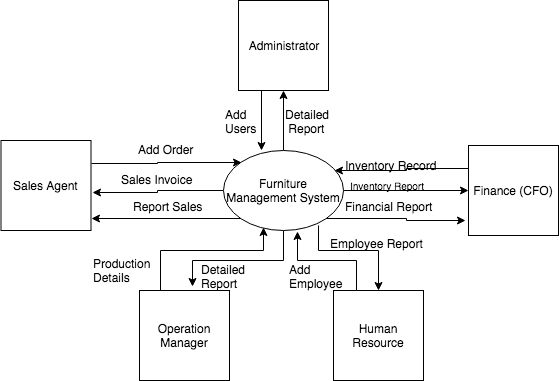 Administrator
Add
Users
Detailed
Report
Add Order
Inventory Record
Sales Agent
Sales Invoice
Furniture
Management System
Inventory Report
Finance (CFO)
Report Sales
Financial Report
Employee Report
Production
Details
Detailed
Report
Add
Employee
Operation
Manager
Human
Resource